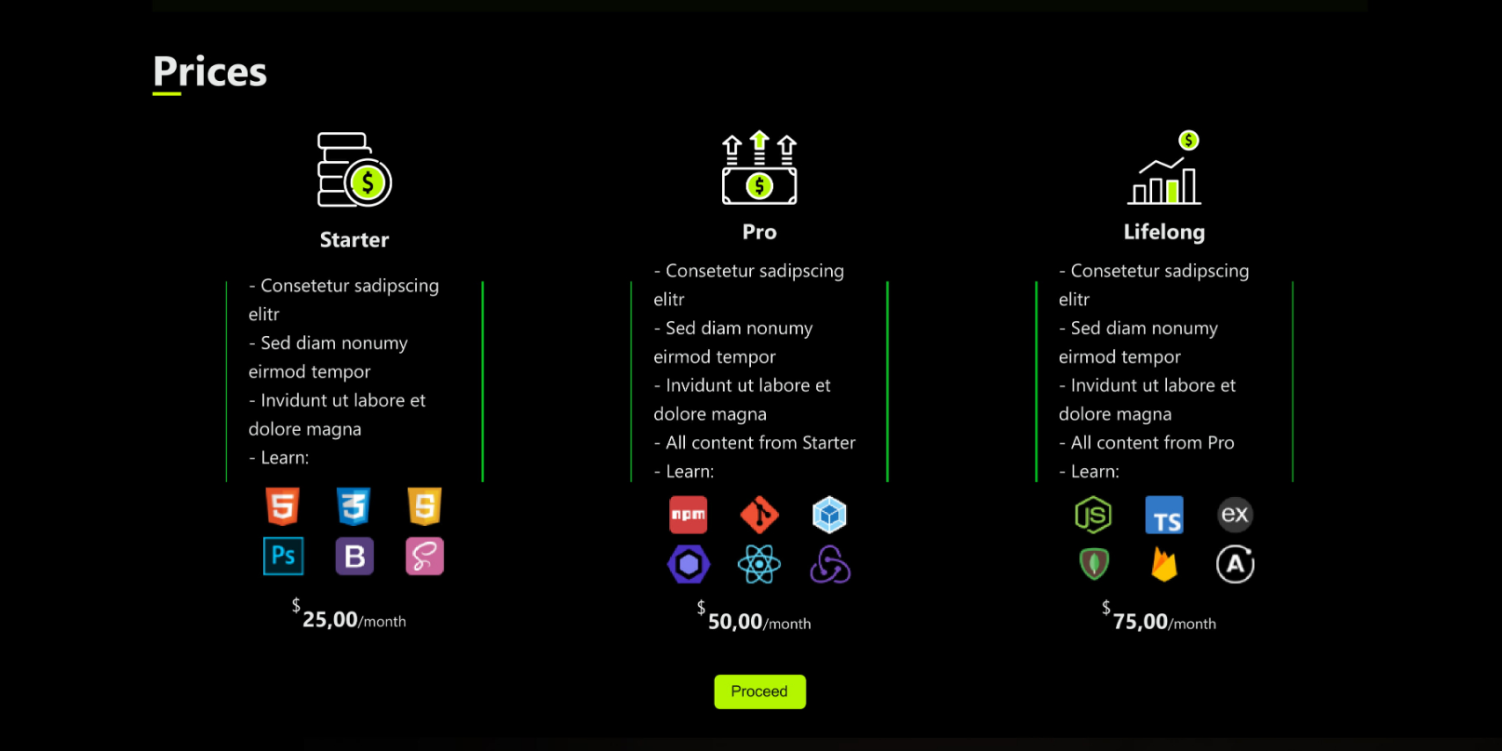 Prices
Starter
- Consetetur sadipscing
elitr
- Sed diam nonumy
eirmod tempor
- Invidunt ut labore et
dolore magna
- Learn:
5 3 5
Ps B
$25,00/month
Pro
- Consetetur sadipscing
elitr
- Sed diam nonumy
eirmod tempor
- Invidunt ut labore et
dolore magna
- All content from Starter
- Learn:
npm
$50,00/month
Lifelong
- Consetetur sadipscing
elitr
- Sed diam nonumy
eirmod tempor
- Invidunt ut labore et
dolore magna
- All content from Pro
- Learn:
JS TS ex
A
$75,00/month
Proceed